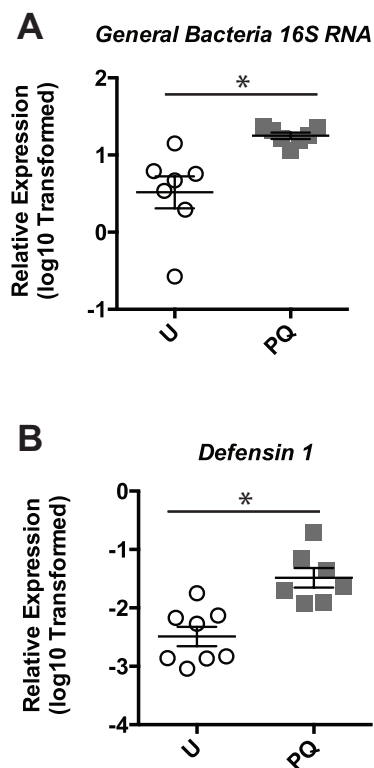 A
General Bacteria 16S RNA
Relative Expression
(log10 Transformed)
2
1
0
-1
*
U
PQ
B
Defensin 1
Relative Expression
(log10 Transformed)
0
-1
-2
-3
-4
*
U
PQ